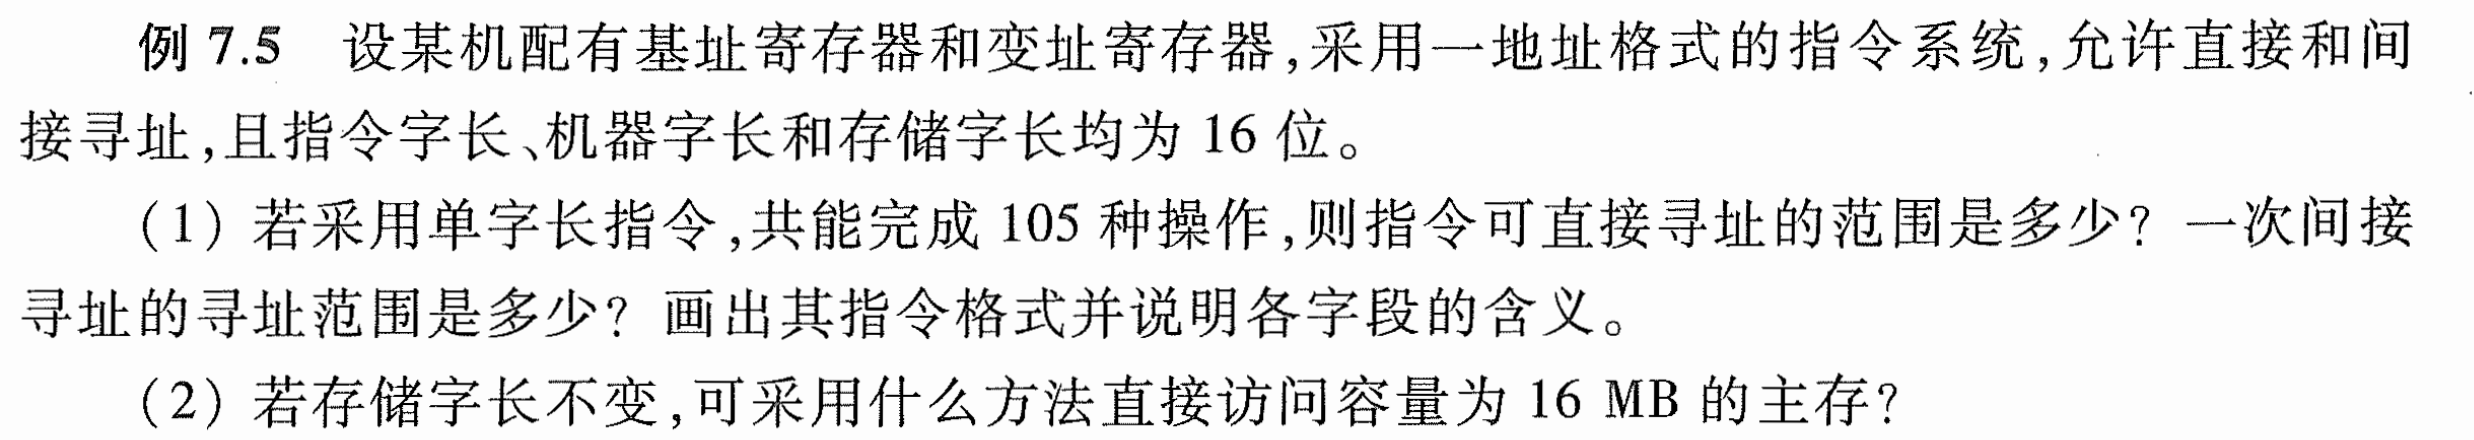 例 7.5 设某机配有基址寄存器和变址寄存器,采用一地址格式的指令系统,允许直接和间
接寻址,且指令字长、机器字长和存储字长均为 16 位。
(1) 若采用单字长指令,共能完成 105 种操作,则指令可直接寻址的范围是多少? 一次间接
寻址的寻址范围是多少? 画出其指令格式并说明各字段的含义。
(2) 若存储字长不变,可采用什么方法直接访问容量为 16 MB 的主存?